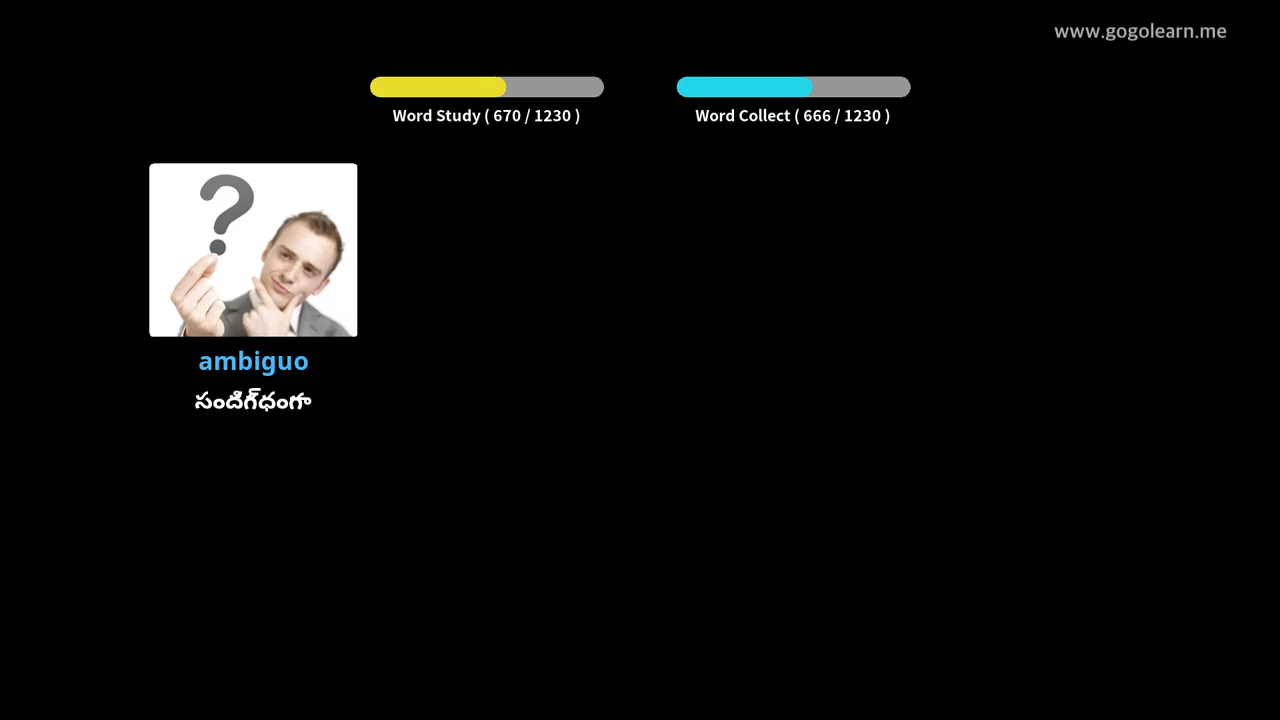 www.gogolearn.me
Word Study ( 670 / 1230 )
Word Collect ( 666 / 1230 )
?
ambiguo
సందిగ్ధంగా